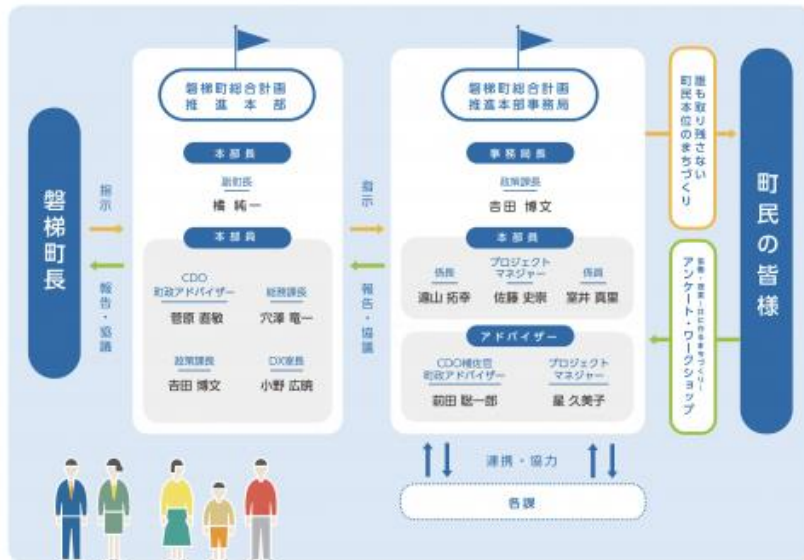 磐梯町長
指示
報告・協議
磐梯町総合計画
推進本部
本部長
副町長
橘 純一
本部員
CDO
町政アドバイザー
菅原 直敏
総務課長
穴澤 竜一
政策課長
吉田 博文
DX室長
小野 広暁
指示
報告・協議
磐梯町総合計画
推進本部事務局
事務局長
政策課長
吉田 博文
本部員
係長
遠山 拓幸
プロジェクト
マネジャー
佐藤 史崇
係員
室井 真里
アドバイザー
CDO補佐官
町政アドバイザー
前田 聡一郎
プロジェクト
マネジャー
星 久美子
連携・協力
各課
誰も取り残さない
町民本位のまちづくり
アンケート・ワークショップ
町民の皆様